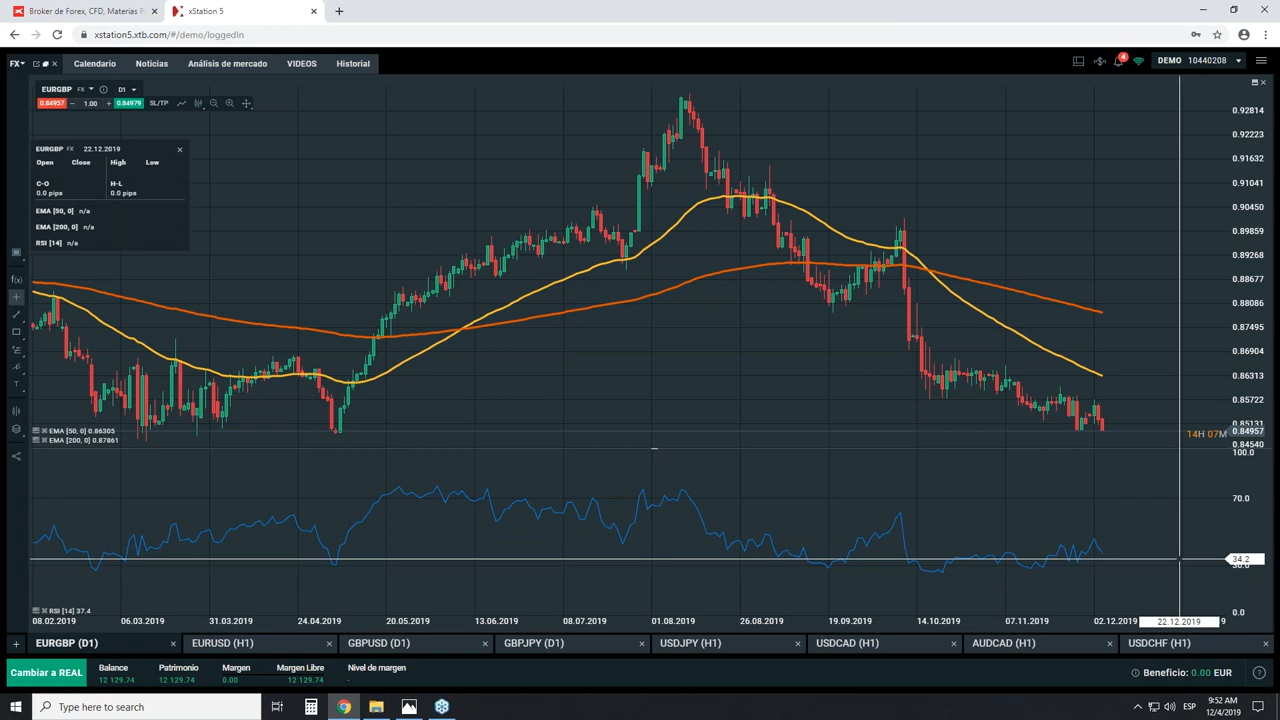 Broker de Forex, CFD, Materias P
xStation 5
xstation5.xtb.com/#/demo/loggedIn
FX
Calendario Noticias Análisis de mercado VIDEOS Historial
4
DEMO 10440208
EURGBP FX D1
0.84957 1.00 0.84979 SL/TP
EURGBP FX 22.12.2019
Open Close High Low
C-O H-L
0.0 pips 0.0 pips
EMA [50, 0] n/a
EMA [200, 0] n/a
RSI [14] n/a
0.92814
0.92223
0.91632
0.91041
0.90450
0.89859
0.89268
0.88677
0.88086
0.87495
0.86904
0.86313
0.85722
0.85131
14H 07M 0.84957
0.84540
EMA [50, 0] 0.86305
EMA [200, 0] 0.87861
100.0
70.0
34.2
30.0
0.0
RSI [14] 37.4
08.02.2019 06.03.2019 31.03.2019 24.04.2019 20.05.2019 13.06.2019 08.07.2019 01.08.2019 26.08.2019 19.09.2019 14.10.2019 07.11.2019 02.12.2019 22.12.2019 9
EURGBP (D1) EURUSD (H1) GBPUSD (D1) GBPJPY (D1) USDJPY (H1) USDCAD (H1) AUDCAD (H1) USDCHF (H1)
Cambiar a REAL
Balance Patrimonio Margen Margen Libre Nivel de margen
12 129.74 12 129.74 0.00 12 129.74 -
Beneficio: 0.00 EUR
Type here to search
ESP
9:52 AM
12/4/2019